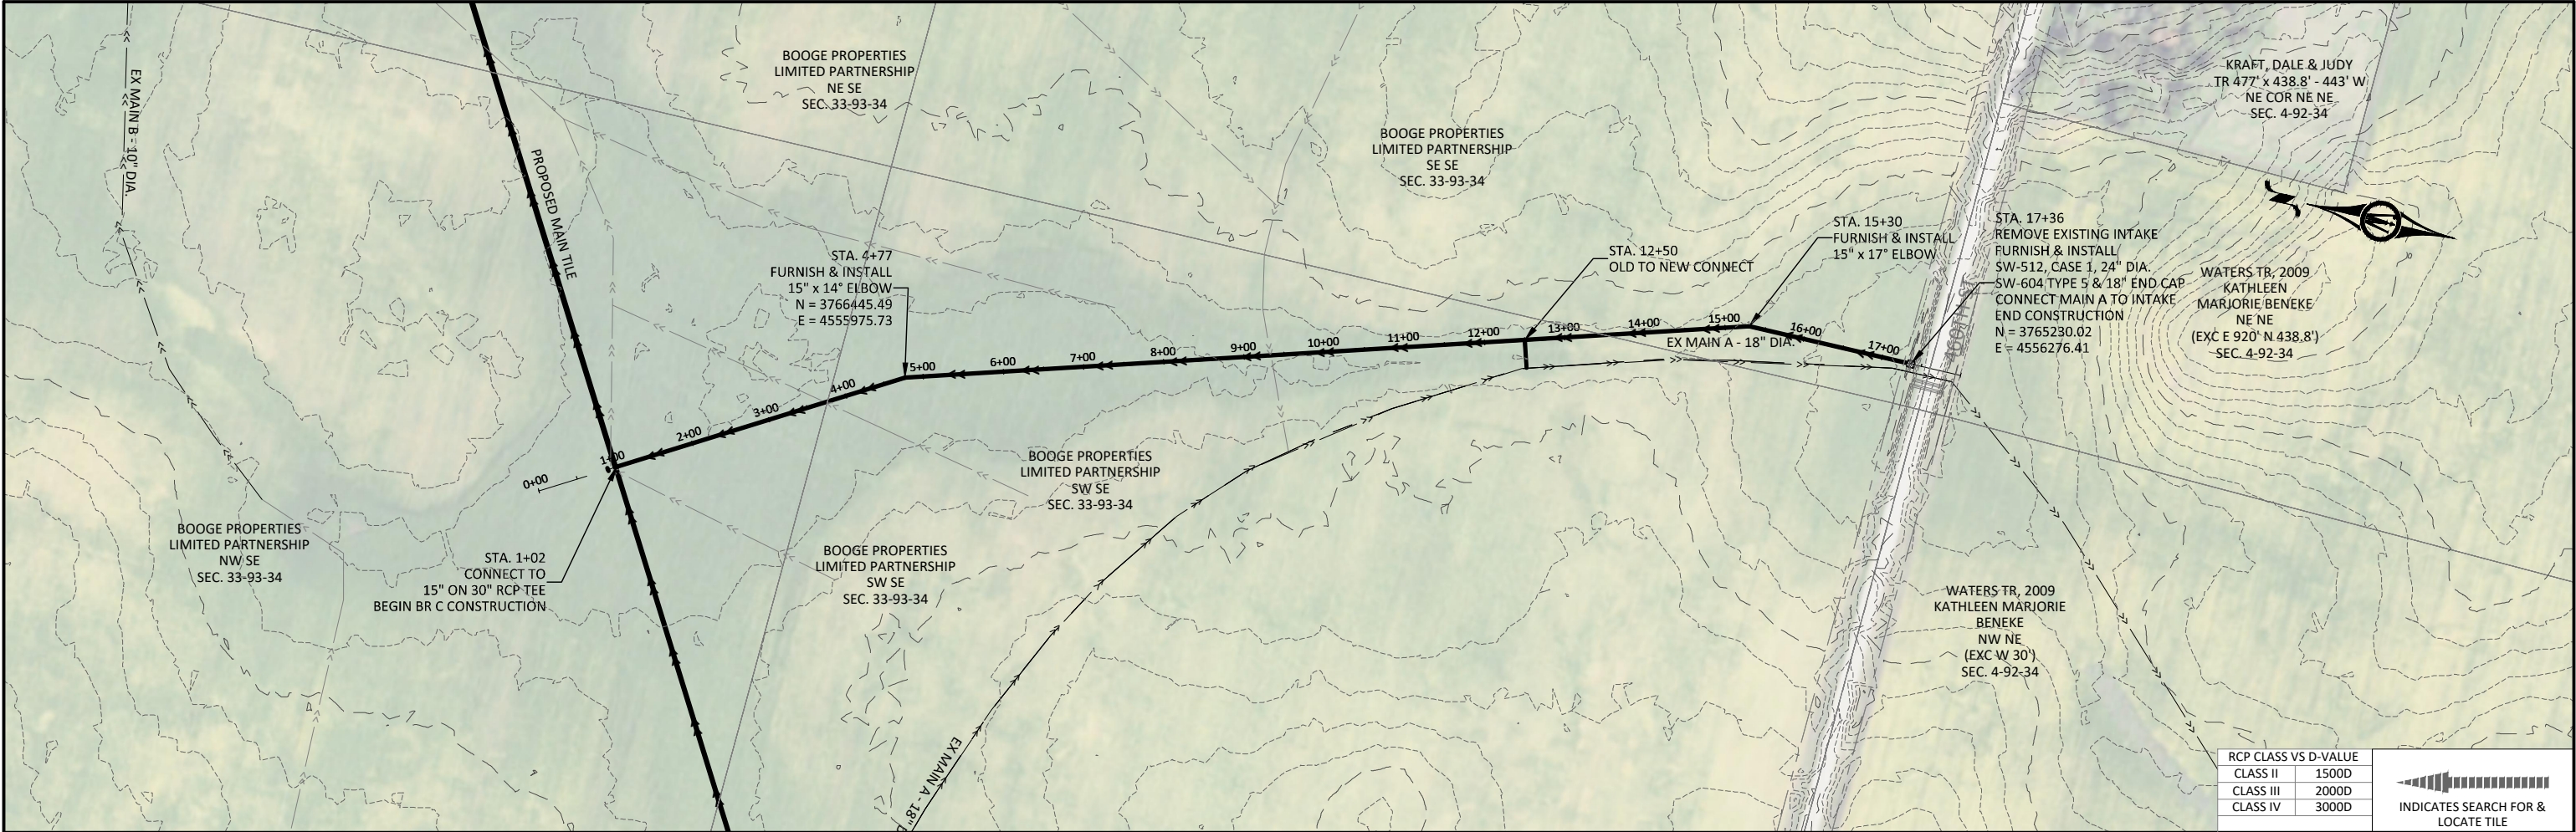 EX MAIN B - 10" DIA.
PROPOSED MAIN TILE
BOOGE PROPERTIES
LIMITED PARTNERSHIP
NE SE
SEC. 33-93-34
BOOGE PROPERTIES
LIMITED PARTNERSHIP
SE SE
SEC. 33-93-34
KRAFT, DALE & JUDY
TR 477' x 438.8' - 443' W
NE COR NE NE
SEC. 4-92-34
STA. 4+77
FURNISH & INSTALL
15" x 14° ELBOW
N = 3766445.49
E = 4555975.73
STA. 12+50
OLD TO NEW CONNECT
STA. 15+30
FURNISH & INSTALL
15" x 17° ELBOW
STA. 17+36
REMOVE EXISTING INTAKE
FURNISH & INSTALL
SW-512, CASE 1, 24" DIA.
SW-604 TYPE 5 & 18" END CAP
CONNECT MAIN A TO INTAKE
END CONSTRUCTION
N = 3765230.02
E = 4556276.41
WATERS TR, 2009
KATHLEEN
MARJORIE BENEKE
NE NE
(EXC E 920' N 438.8')
SEC. 4-92-34
0+00
1+00
2+00
3+00
4+00
5+00
6+00
7+00
8+00
9+00
10+00
11+00
12+00
13+00
14+00
15+00
16+00
17+00
EX MAIN A - 18" DIA.
BOOGE PROPERTIES
LIMITED PARTNERSHIP
SW SE
SEC. 33-93-34
BOOGE PROPERTIES
LIMITED PARTNERSHIP
NW SE
SEC. 33-93-34
STA. 1+02
CONNECT TO
15" ON 30" RCP TEE
BEGIN BR C CONSTRUCTION
BOOGE PROPERTIES
LIMITED PARTNERSHIP
SW SE
SEC. 33-93-34
EX MAIN A - 18"
WATERS TR, 2009
KATHLEEN MARJORIE
BENEKE
NW NE
(EXC W 30')
SEC. 4-92-34
RCP CLASS VS D-VALUE
CLASS II 1500D
CLASS III 2000D
CLASS IV 3000D
INDICATES SEARCH FOR &
LOCATE TILE